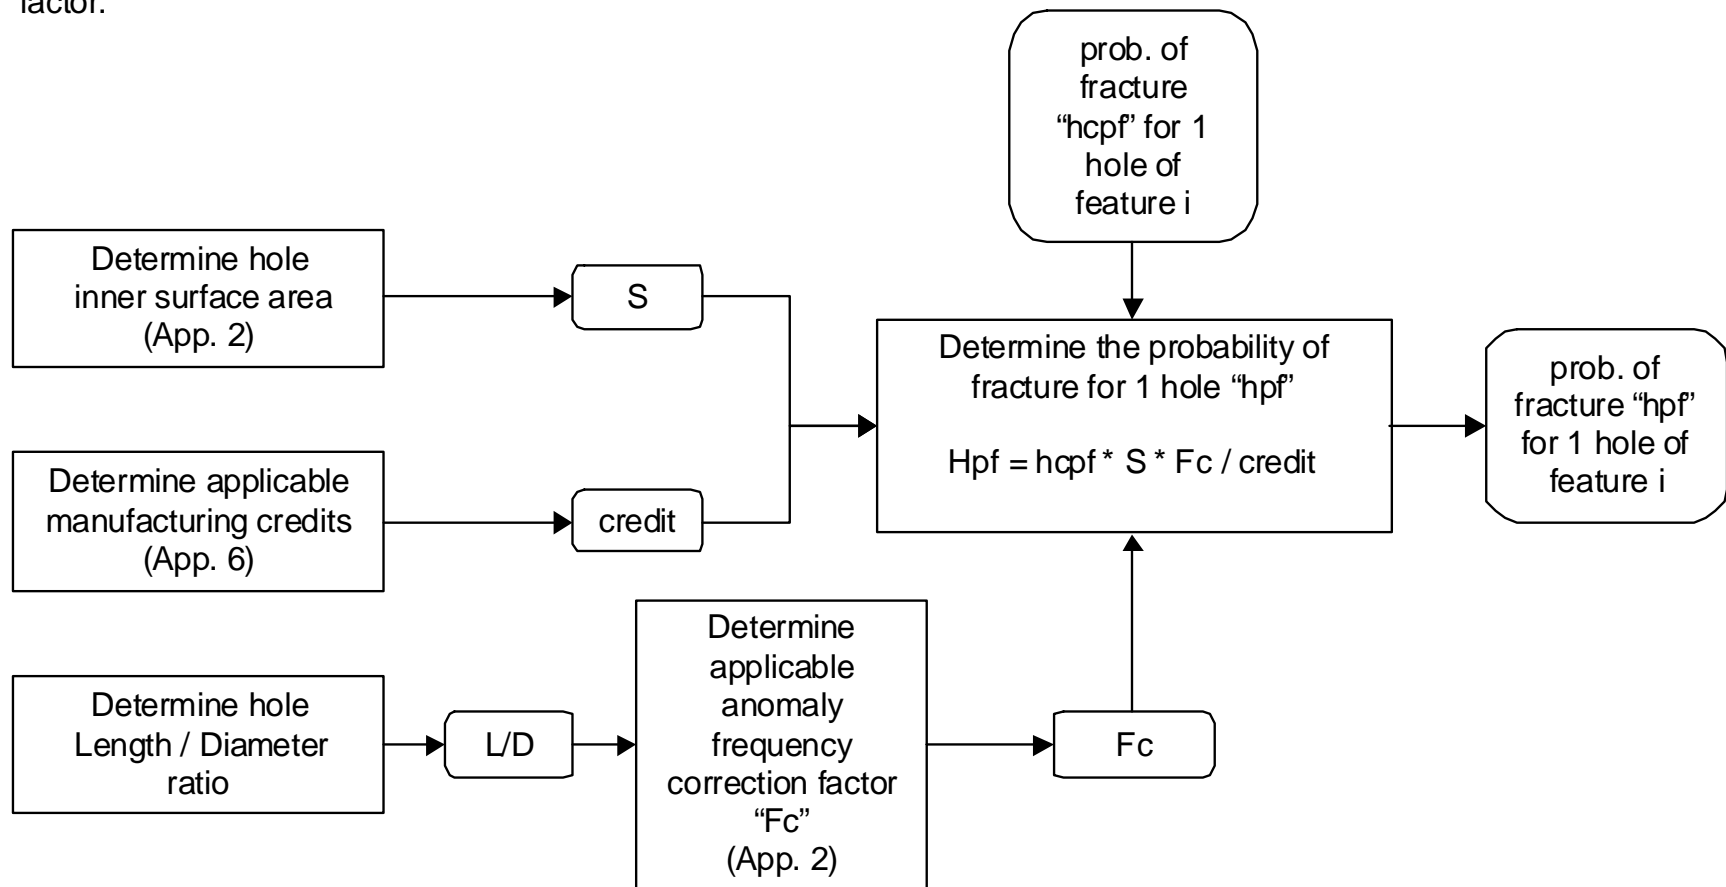 factor.
prob. of
fracture
“hcpf” for 1
hole of
feature i
Determine hole
inner surface area
(App. 2)
S
Determine the probability of
fracture for 1 hole “hpf”
Hpf = hcpf * S * Fc / credit
prob. of
fracture “hpf”
for 1 hole of
feature i
Determine applicable
manufacturing credits
(App. 6)
credit
Determine hole
Length / Diameter
ratio
L/D
Determine
applicable
anomaly
frequency
correction factor
“Fc”
(App. 2)
Fc